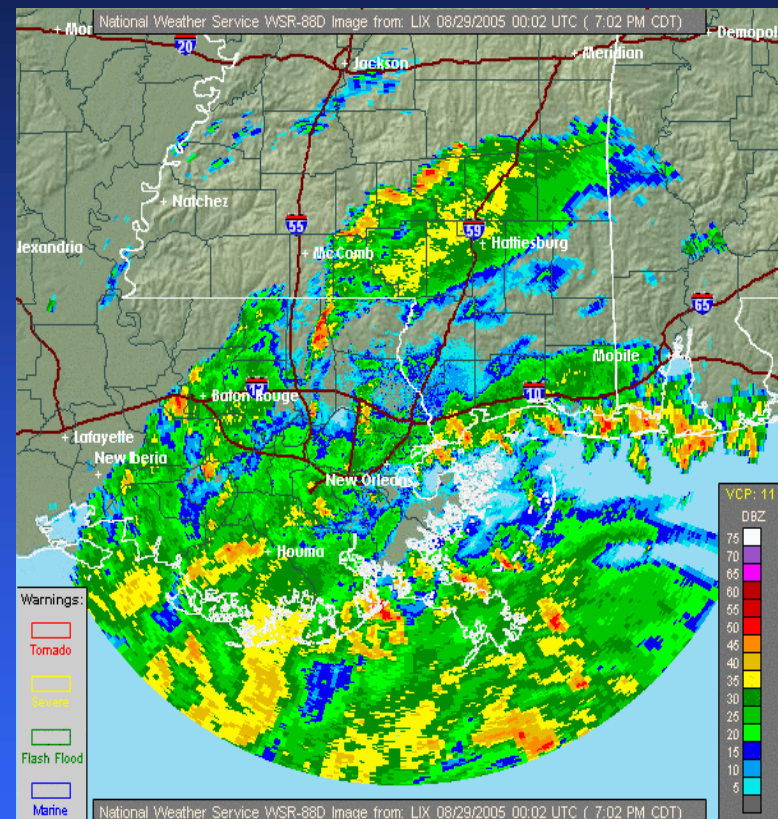 National Weather Service WSR-88D Image from: LIX 08/29/2005 00:02 UTC ( 7:02 PM CDT)
+ Mor
20
+ Jackson
+ Meridian
+ Demopol
+ Natchez
lexandria
55
+ McComb
59
+ Hattiesburg
65
Mobile
12
10
+ Baton Rouge
+ Lafayette
New Iberia
+
New Orleans
+ Houma
VCP: 11
DBZ
75
70
65
60
55
50
45
40
35
30
25
20
15
10
5
Warnings:
Tornado
Severe
Flash Flood
Marine
National Weather Service WSR-88D Image from: LIX 08/29/2005 00:02 UTC ( 7:02 PM CDT)